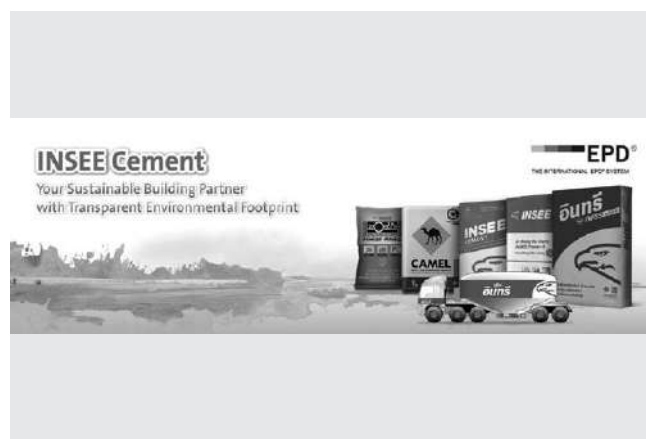 INSEE Cement
Your Sustainable Building Partner
with Transparent Environmental Footprint
EPD®
THE INTERNATIONAL EPD® SYSTEM
CAMEL
INSEE
CEMENT
INSEE
อินทรี
อินทรี